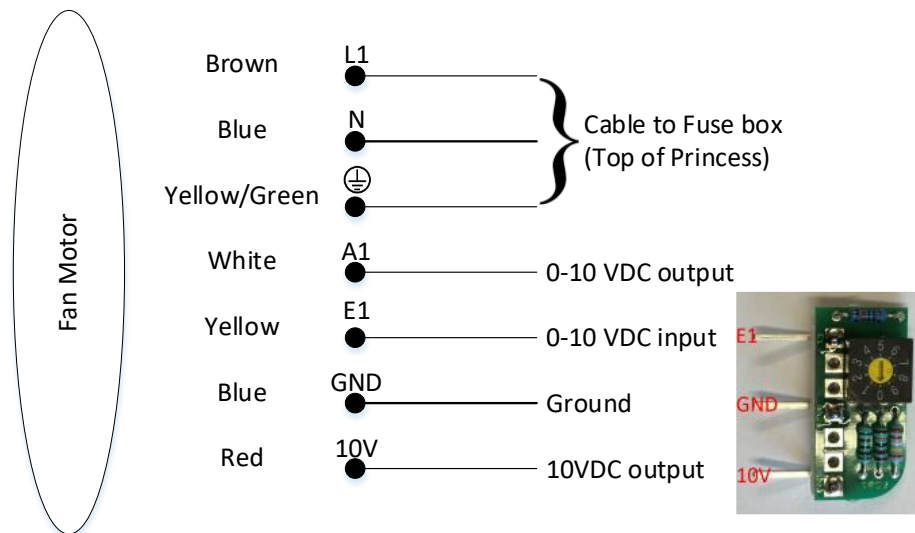 Fan Motor
Brown
L1
Blue
N
Yellow/Green
Cable to Fuse box
(Top of Princess)
White
A1
0-10 VDC output
Yellow
E1
0-10 VDC input
Blue
GND
Ground
Red
10V
10VDC output
E1
GND
10V